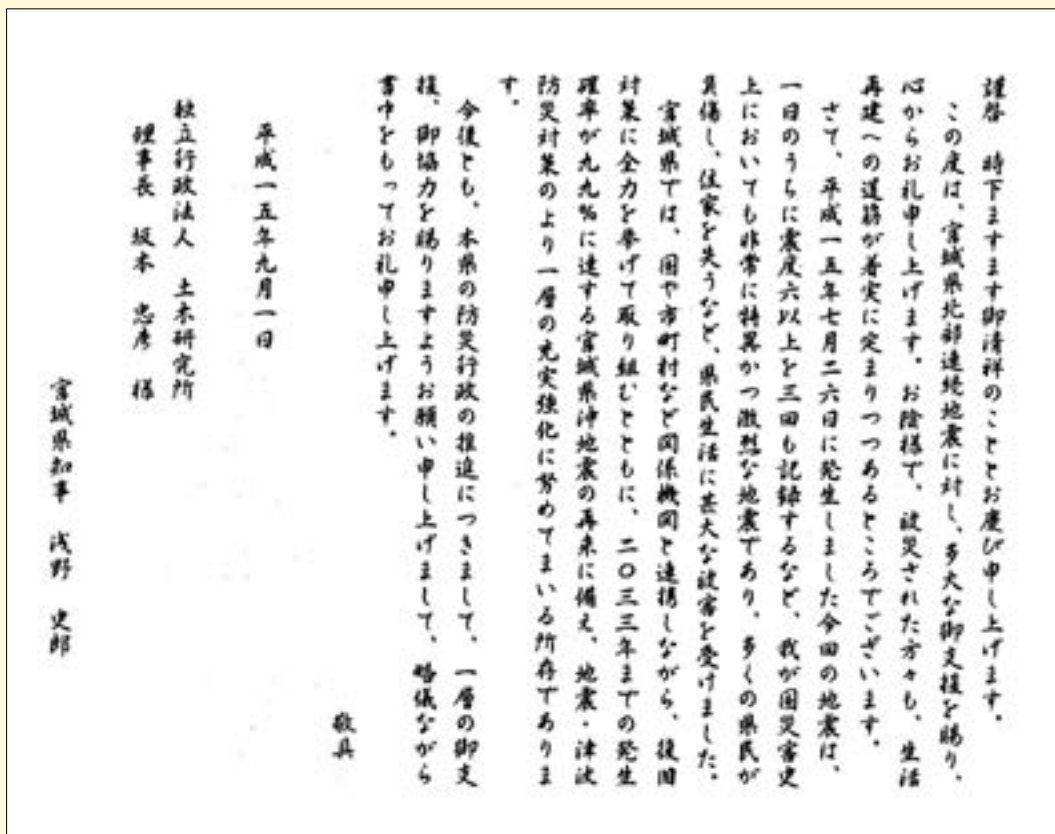 謹啓　時下ますます御清祥のこととお慶び申し上げます。
この度は、宮城県北部連続地震に対し、多大な御支援を賜り、
心からお礼申し上げます。お陰様で、被災された方々も、生活
再建への道筋が着実に定まりつつあるところでございます。
さて、平成一五年七月二六日に発生しました今回の地震は、
一日のうちに震度六以上を三回も記録するなど、我が国災害史
上においても非常に特異かつ激烈な地震であり、多くの県民が
負傷し、住家を失うなど、県民生活に甚大な被害を受けました。
宮城県では、国や市町村など関係機関と連携しながら、復旧
対策に全力を挙げて取り組むとともに、二〇三三年までの発生
確率が九九%に達する宮城県沖地震の再来に備え、地震・津波
防災対策のより一層の充実強化に努めてまいる所存でありま
す。
今後とも、本県の防災行政の推進につきまして、一層の御支
援、御協力を賜りますようお願い申し上げまして、略儀ながら
書中をもってお礼申し上げます。
敬具
平成一五年九月一日
独立行政法人　土木研究所
理事長　坂本　忠彦　様
宮城県知事　浅野　史郎